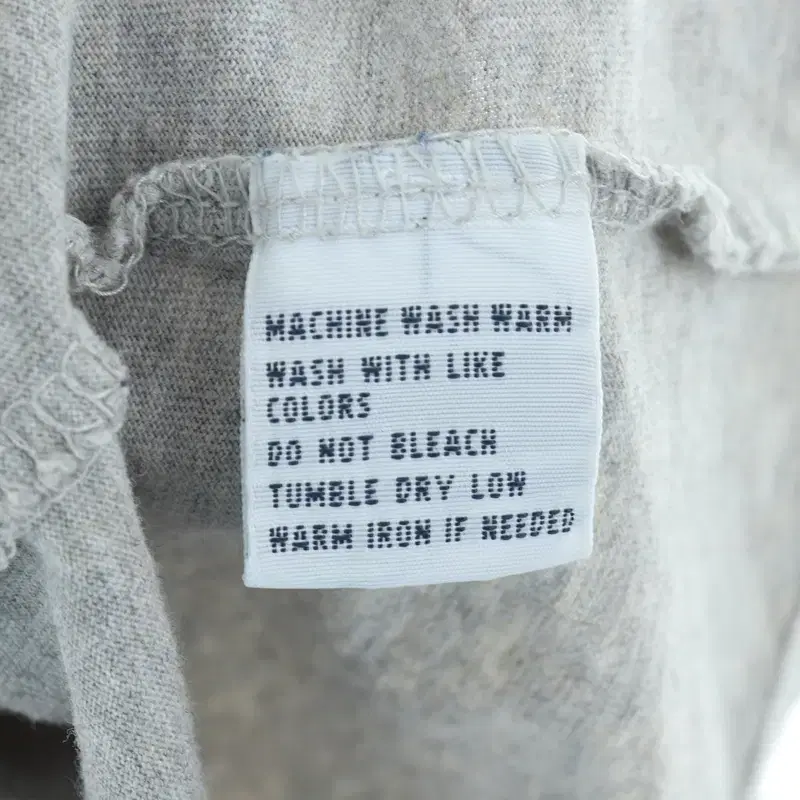 MACHINE WASH WARM
WASH WITH LIKE
COLORS
DO NOT BLEACH
TUMBLE DRY LOW
WARM IRON IF NEEDED